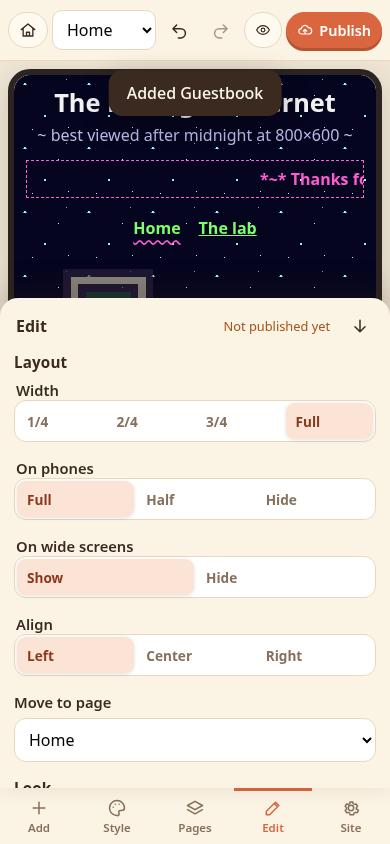 Home
Publish
Added Guestbook
The
~ best viewed after midnight at 800×600 ~
*~* Thanks
Home
The lab
Edit
Not published yet
Layout
Width
1/4
2/4
3/4
Full
On phones
Full
Half
Hide
On wide screens
Show
Hide
Align
Left
Center
Right
Move to page
Home
Look
Add
Style
Pages
Edit
Site